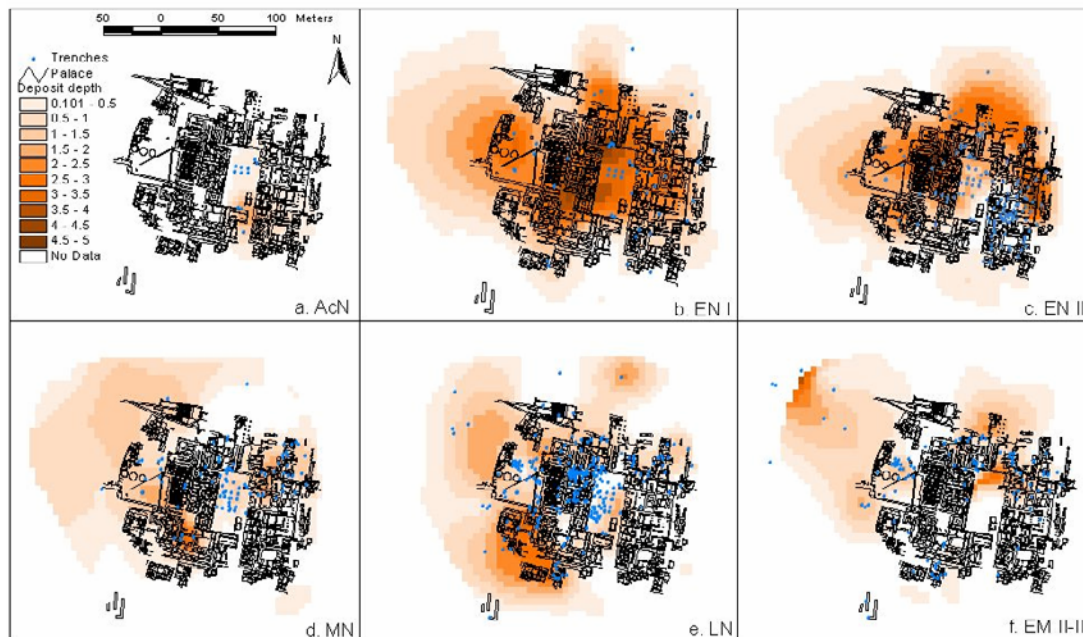 50 0 50 100 Meters
N
Trenches
Palace
Deposit depth
0.101 - 0.5
0.5 - 1
1 - 1.5
1.5 - 2
2 - 2.5
2.5 - 3
3 - 3.5
3.5 - 4
4 - 4.5
4.5 - 5
No Data
a. AcN
b. EN I
c. EN II
d. MN
e. LN
f. EM II-II